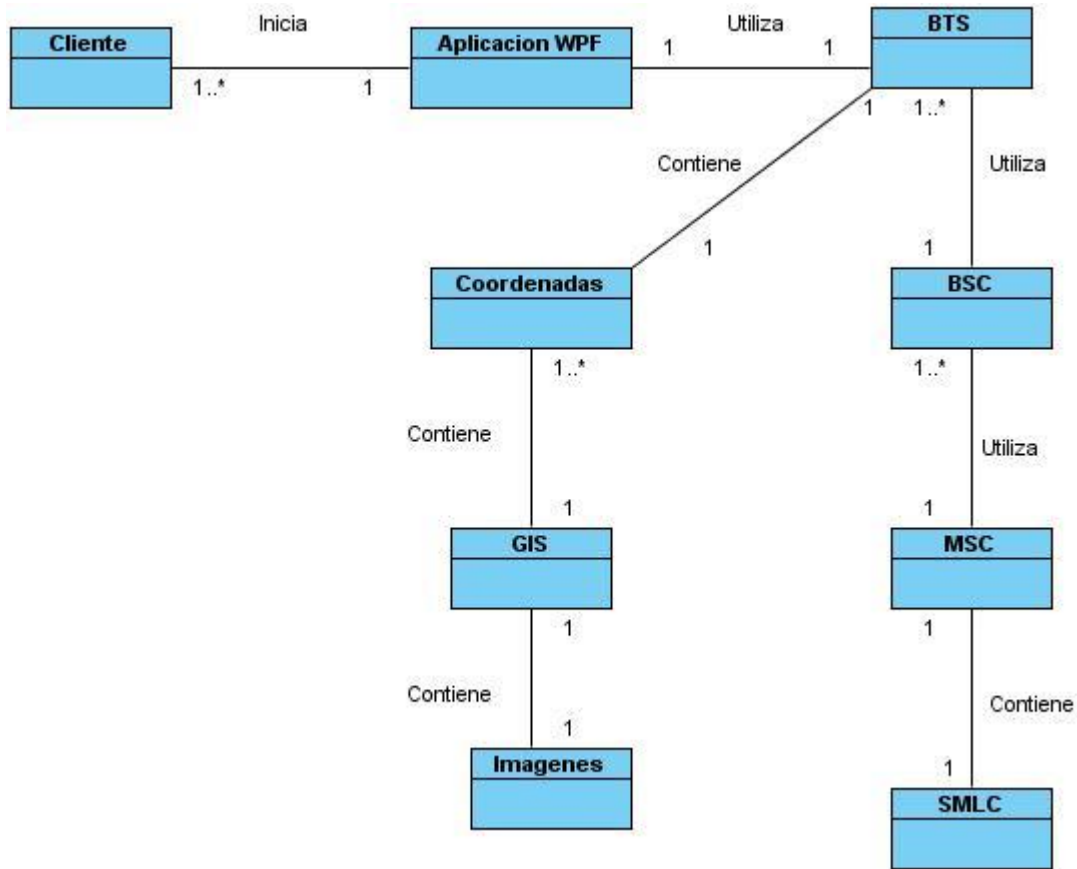 Inicia
Utiliza
Cliente
Aplicacion WPF
BTS
1..*
1
1
1
1
1..*
Contiene
Utiliza
1
1
Coordenadas
BSC
1..*
1..*
Contiene
Utiliza
1
1
GIS
MSC
1
1
Contiene
Contiene
1
1
Imagenes
SMLC